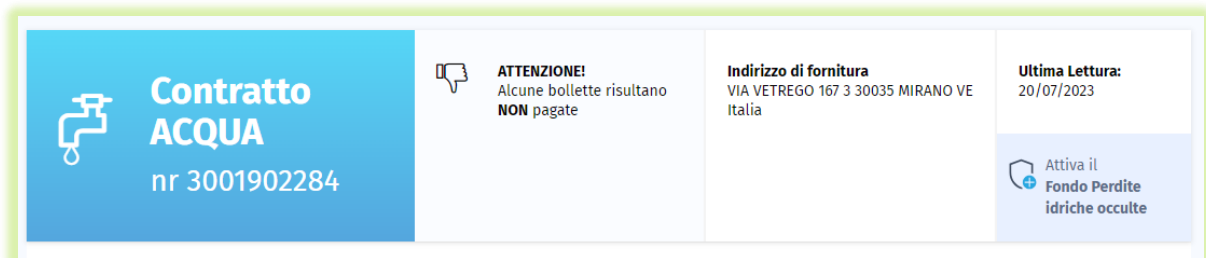 Contratto
ACQUA
nr 3001902284
ATTENZIONE!
Alcune bollette risultano
NON pagate
Indirizzo di fornitura
VIA VETREGO 167 3 30035 MIRANO VE
Italia
Ultima Lettura:
20/07/2023
Attiva il
Fondo Perdite
idriche occulte